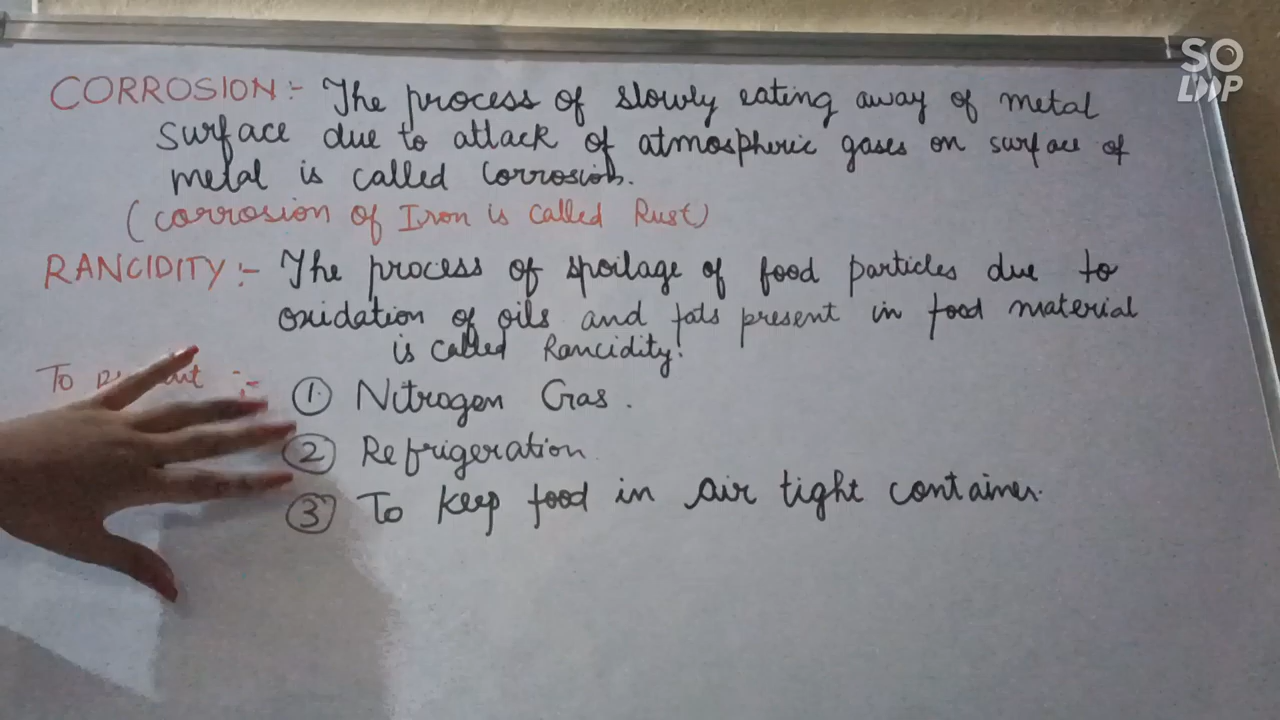 SO
LOOP
CORROSION:- The process of slowly eating away of metal
surface due to attack of atmospheric gases on surface of
metal is called Corrosion.
(corrosion of Iron is called Rust)
RANCIDITY:- The process of spoilage of food particles due to
oxidation of oils and fats present in food material
is called Rancidity.
To :-
① Nitrogen Gas.
② Refrigeration
③ To keep food in air tight container.